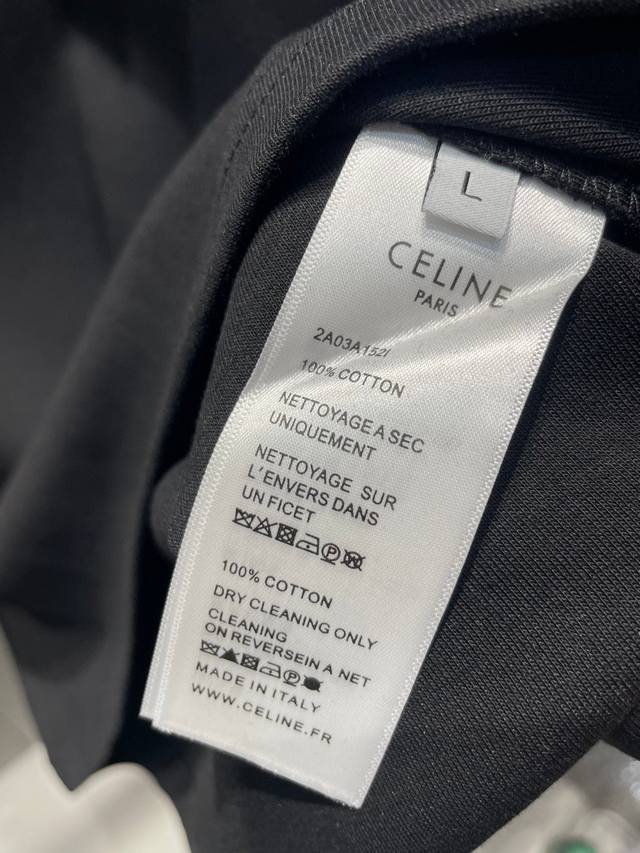 L
CELINE
PARIS
2A03A152I
100% COTTON
NETTOYAGE A SEC
UNIQUEMENT
NETTOYAGE SUR
L'ENVERS DANS
UN FICET
100% COTTON
DRY CLEANING ONLY
CLEANING
ON REVERSEIN A NET
MADE IN ITALY
WWW.CELINE.FR